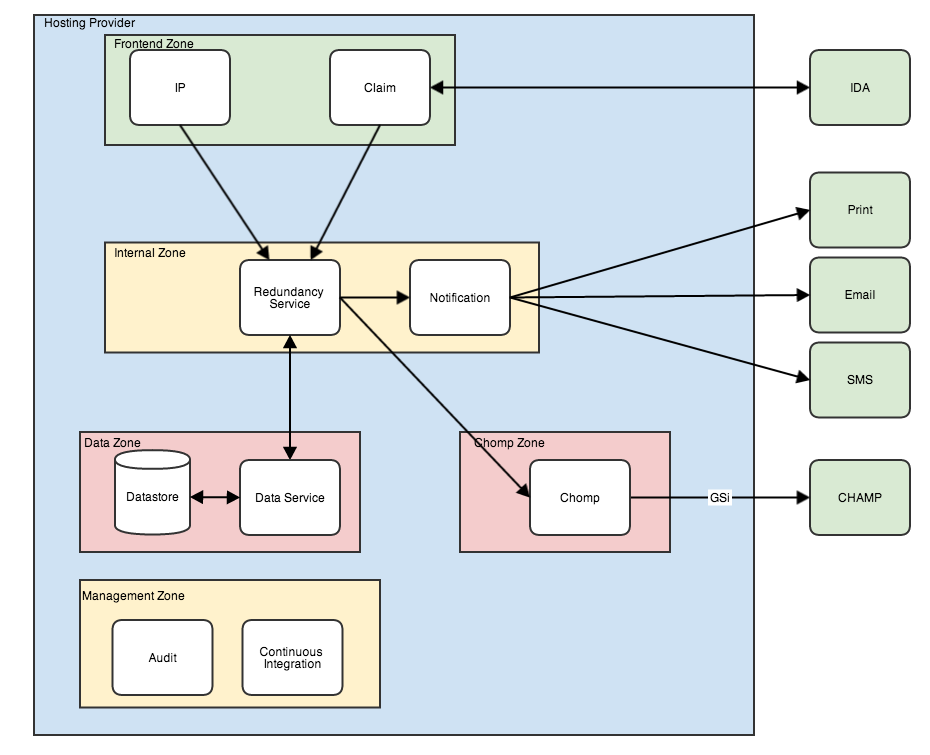 Hosting Provider
Frontend Zone
IP
Claim
IDA
Print
Internal Zone
Redundancy
Service
Notification
Email
SMS
Data Zone
Datastore
Data Service
Chomp Zone
Chomp
GSi
CHAMP
Management Zone
Audit
Continuous
Integration